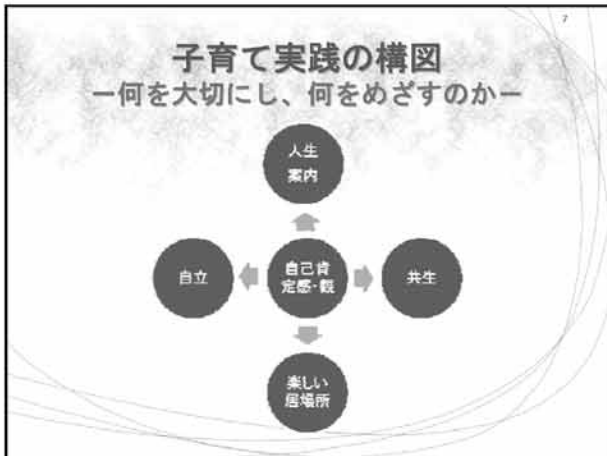 7
子育て実践の構図
ー何を大切にし、何をめざすのかー
人生
案内
自立
自己肯
定感・観
共生
楽しい
居場所